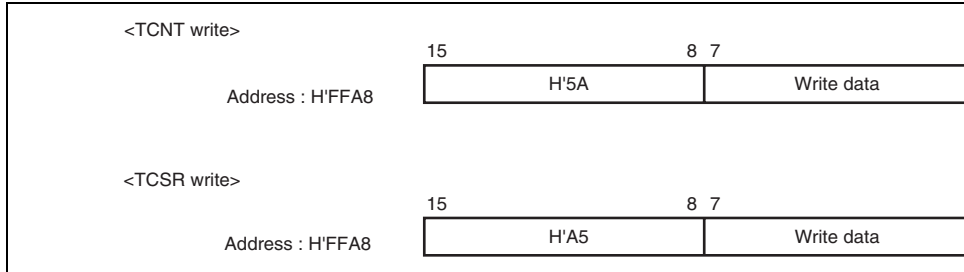 <TCNT write>
15 8 7
Address : H'FFA8 H'5A Write data
<TCSR write>
15 8 7
Address : H'FFA8 H'A5 Write data